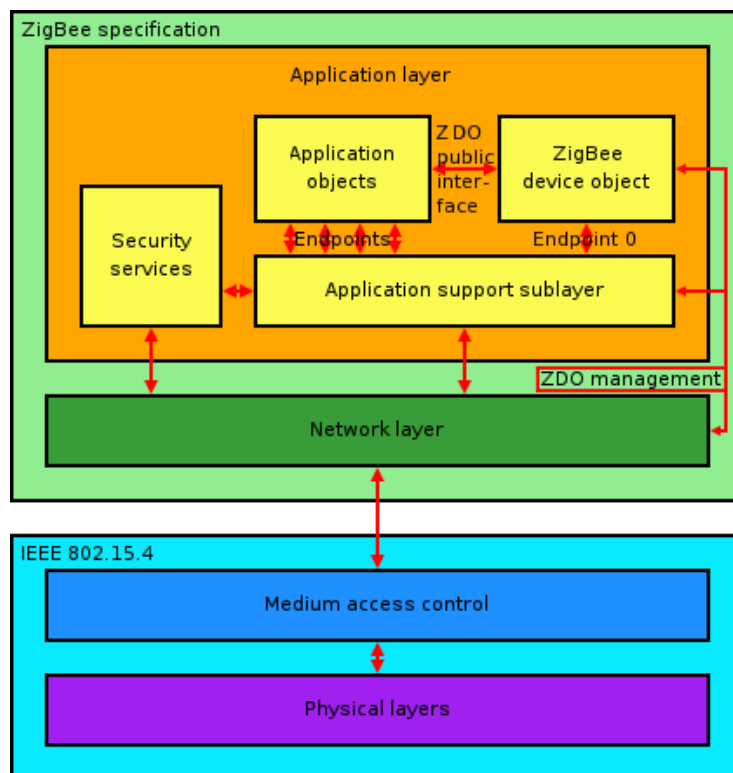 ZigBee specification
Application layer
Application
objects
ZDO
public
inter-
face
ZigBee
device object
Security
services
Endpoints
Endpoint 0
Application support sublayer
ZDO management
Network layer
IEEE 802.15.4
Medium access control
Physical layers